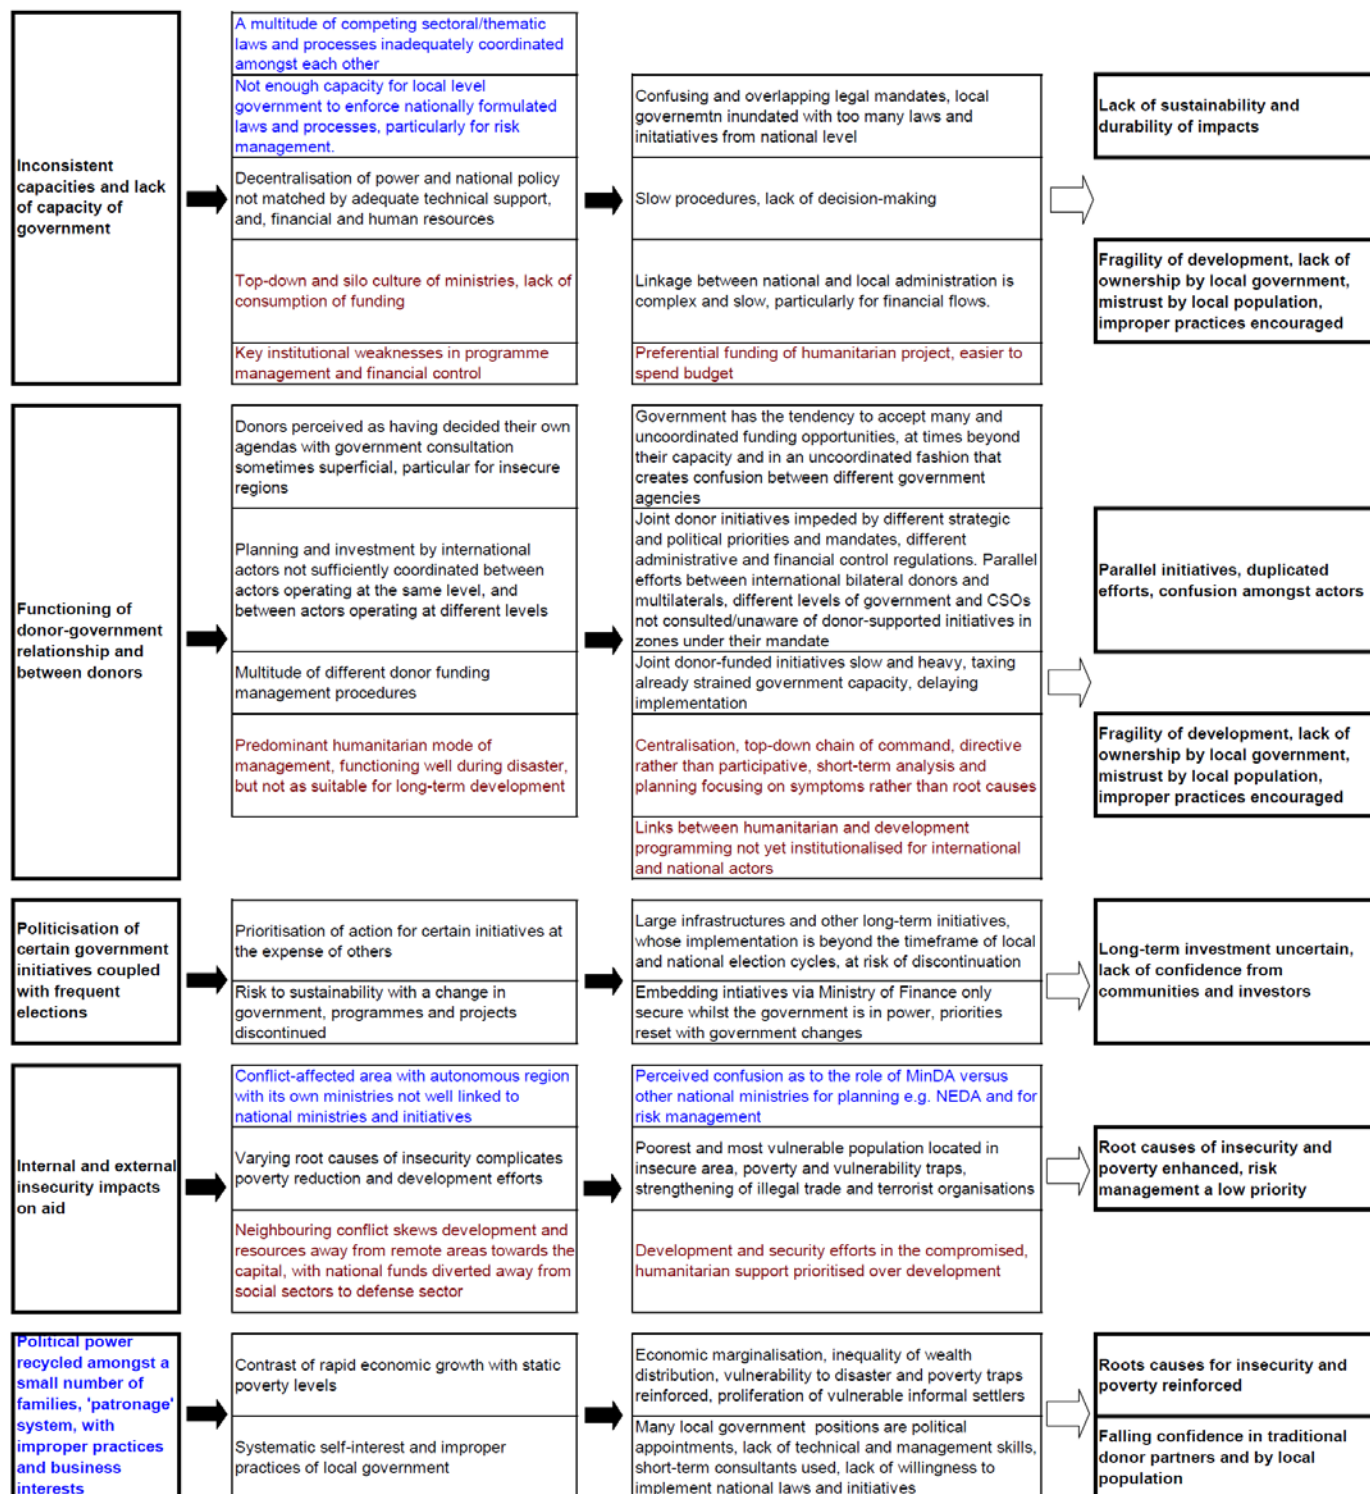 Inconsistent
capacities and lack
of capacity of
government
A multitude of competing sectoral/thematic
laws and processes inadequately coordinated
amongst each other
Not enough capacity for local level
government to enforce nationally formulated
laws and processes, particularly for risk
management.
Decentralisation of power and national policy
not matched by adequate technical support,
and, financial and human resources
Top-down and silo culture of ministries, lack of
consumption of funding
Key institutional weaknesses in programme
management and financial control
Confusing and overlapping legal mandates, local
governemtn inundated with too many laws and
initatiatives from national level
Slow procedures, lack of decision-making
Linkage between national and local administration is
complex and slow, particularly for financial flows.
Preferential funding of humanitarian project, easier to
spend budget
Lack of sustainability and
durability of impacts
Fragility of development, lack of
ownership by local government,
mistrust by local population,
improper practices encouraged
Functioning of
donor-government
relationship and
between donors
Donors perceived as having decided their own
agendas with government consultation
sometimes superficial, particular for insecure
regions
Planning and investment by international
actors not sufficiently coordinated between
actors operating at the same level, and
between actors operating at different levels
Multitude of different donor funding
management procedures
Predominant humanitarian mode of
management, functioning well during disaster,
but not as suitable for long-term development
Government has the tendency to accept many and
uncoordinated funding opportunities, at times beyond
their capacity and in an uncoordinated fashion that
creates confusion between different government
agencies
Joint donor initiatives impeded by different strategic
and political priorities and mandates, different
administrative and financial control regulations. Parallel
efforts between international bilateral donors and
multilaterals, different levels of government and CSOs
not consulted/unaware of donor-supported initiatives in
zones under their mandate
Joint donor-funded initiatives slow and heavy, taxing
already strained government capacity, delaying
implementation
Centralisation, top-down chain of command, directive
rather than participative, short-term analysis and
planning focusing on symptoms rather than root causes
Links between humanitarian and development
programming not yet institutionalised for international
and national actors
Parallel initiatives, duplicated
efforts, confusion amongst actors
Fragility of development, lack of
ownership by local government,
mistrust by local population,
improper practices encouraged
Politicisation of
certain government
initiatives coupled
with frequent
elections
Prioritisation of action for certain initiatives at
the expense of others
Risk to sustainability with a change in
government, programmes and projects
discontinued
Large infrastructures and other long-term initiatives,
whose implementation is beyond the timeframe of local
and national election cycles, at risk of discontinuation
Embedding intiatives via Ministry of Finance only
secure whilst the government is in power, priorities
reset with government changes
Long-term investment uncertain,
lack of confidence from
communities and investors
Internal and external
insecurity impacts
on aid
Conflict-affected area with autonomous region
with its own ministries not well linked to
national ministries and initiatives
Varying root causes of insecurity complicates
poverty reduction and development efforts
Neighbouring conflict skews development and
resources away from remote areas towards the
capital, with national funds diverted away from
social sectors to defense sector
Perceived confusion as to the role of MinDA versus
other national ministries for planning e.g. NEDA and for
risk management
Poorest and most vulnerable population located in
insecure area, poverty and vulnerability traps,
strengthening of illegal trade and terrorist organisations
Development and security efforts in the compromised,
humanitarian support prioritised over development
Root causes of insecurity and
poverty enhanced, risk
management a low priority
Political power
recycled amongst a
small number of
families, 'patronage'
system, with
improper practices
and business
interests
Contrast of rapid economic growth with static
poverty levels
Systematic self-interest and improper
practices of local government
Economic marginalisation, inequality of wealth
distribution, vulnerability to disaster and poverty traps
reinforced, proliferation of vulnerable informal settlers
Many local government positions are political
appointments, lack of technical and management skills,
short-term consultants used, lack of willingness to
implement national laws and initiatives
Roots causes for insecurity and
poverty reinforced
Falling confidence in traditional
donor partners and by local
population